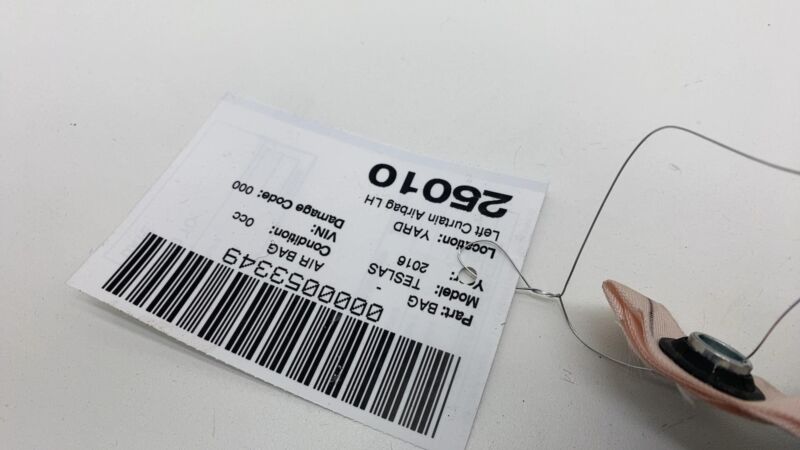 0000053349
Part: BAG AIR BAG
Model: TESLAS Condition: 0cc
Year: 2016 VIN:
Location: YARD Damage Code: 000
Left Curtain Airbag LH
25010